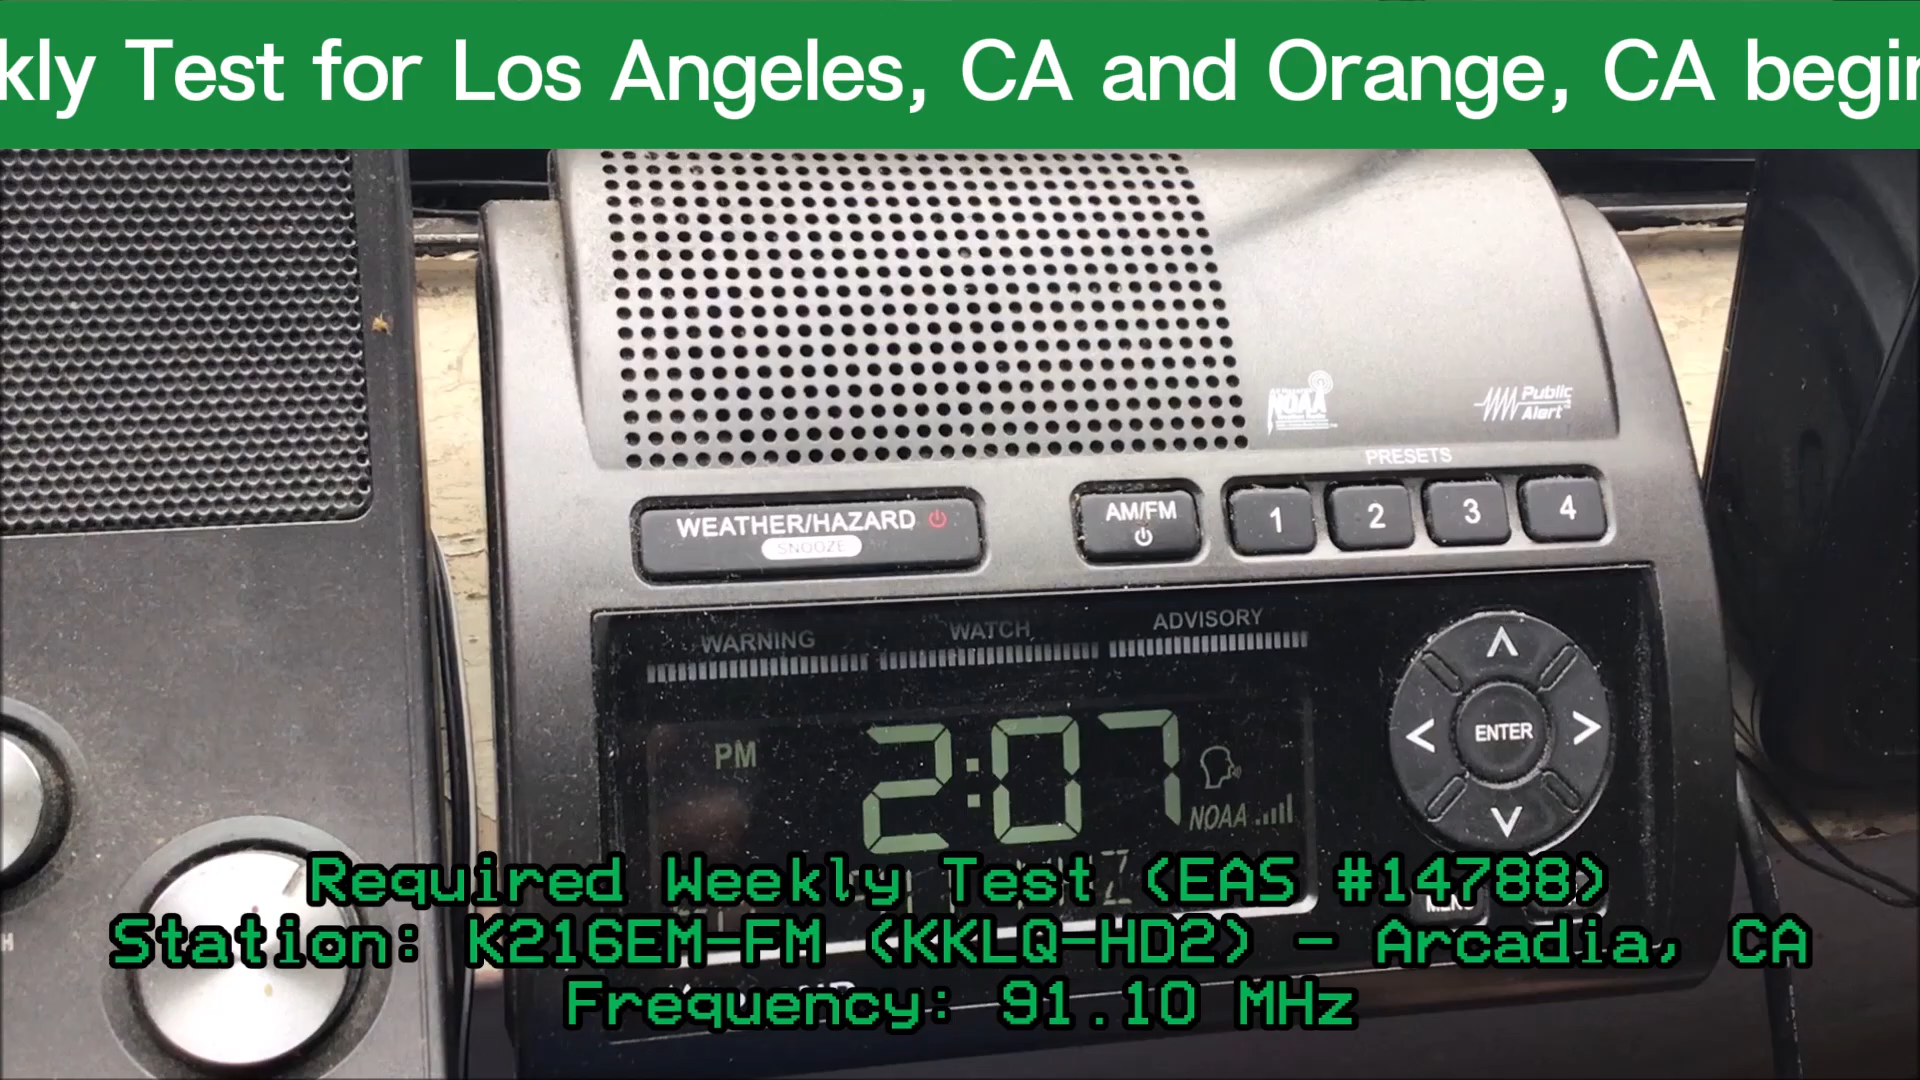 kly Test for Los Angeles, CA and Orange, CA begin
NOAA
Public
Alert
PRESETS
WEATHER/HAZARD
SNOOZE
AM/FM
1
2
3
4
WARNING
WATCH
ADVISORY
PM
2:07
NOAA
ENTER
MENU
Required Weekly Test (EAS #14788)
Station: K216EM-FM (KKLQ-HD2) - Arcadia, CA
Frequency: 91.10 MHz